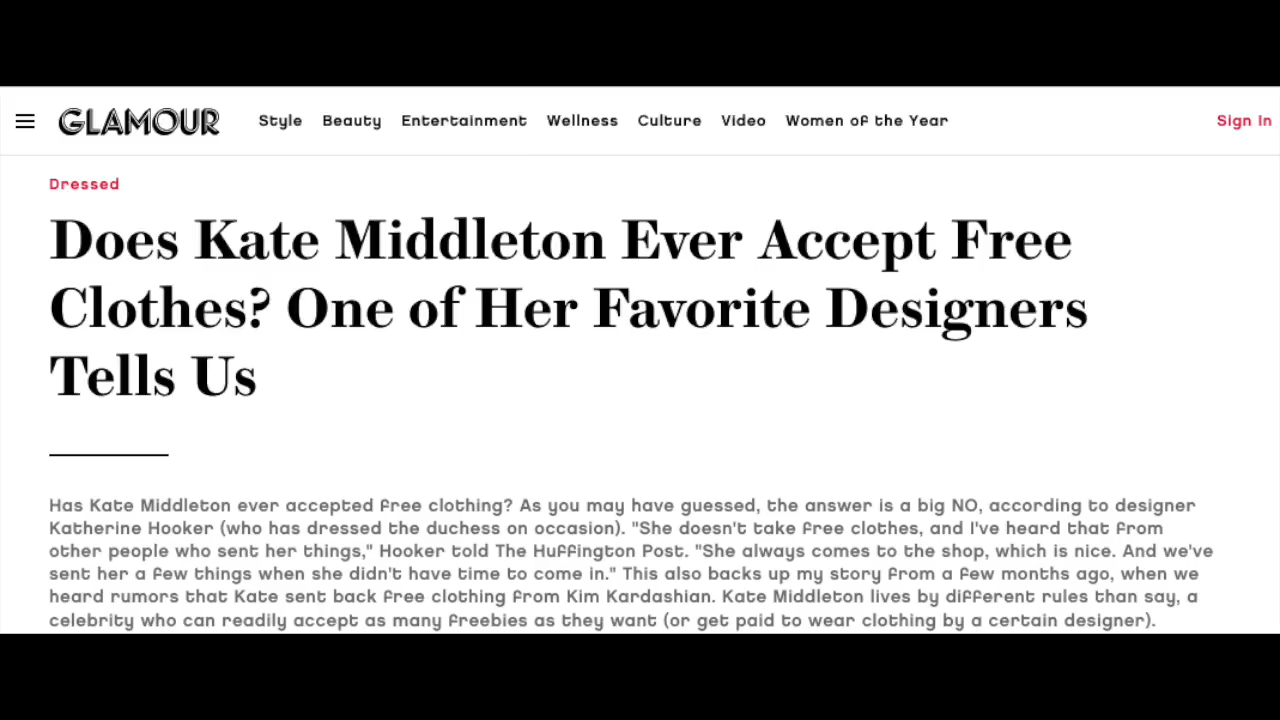 GLAMOUR Style Beauty Entertainment Wellness Culture Video Women of the Year Sign In
Dressed
Does Kate Middleton Ever Accept Free
Clothes? One of Her Favorite Designers
Tells Us
Has Kate Middleton ever accepted free clothing? As you may have guessed, the answer is a big NO, according to designer
Katherine Hooker (who has dressed the duchess on occasion). "She doesn't take free clothes, and I've heard that from
other people who sent her things," Hooker told The Huffington Post. "She always comes to the shop, which is nice. And we've
sent her a few things when she didn't have time to come in." This also backs up my story from a few months ago, when we
heard rumors that Kate sent back free clothing from Kim Kardashian. Kate Middleton lives by different rules than say, a
celebrity who can readily accept as many freebies as they want (or get paid to wear clothing by a certain designer).